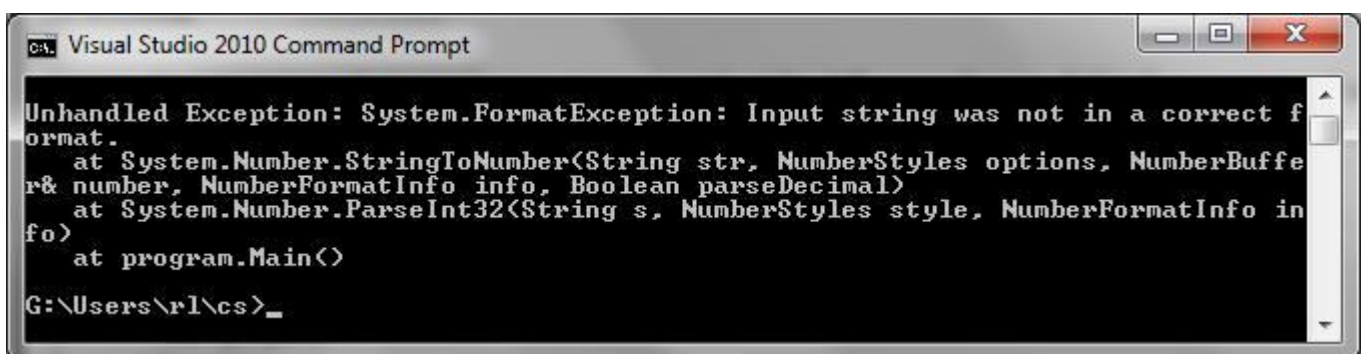 Visual Studio 2010 Command Prompt
Unhandled Exception: System.FormatException: Input string was not in a correct f
ormat.
   at System.Number.StringToNumber(String str, NumberStyles options, NumberBuffe
r& number, NumberFormatInfo info, Boolean parseDecimal)
   at System.Number.ParseInt32(String s, NumberStyles style, NumberFormatInfo in
fo)
   at program.Main()
G:\Users\rl\cs>_